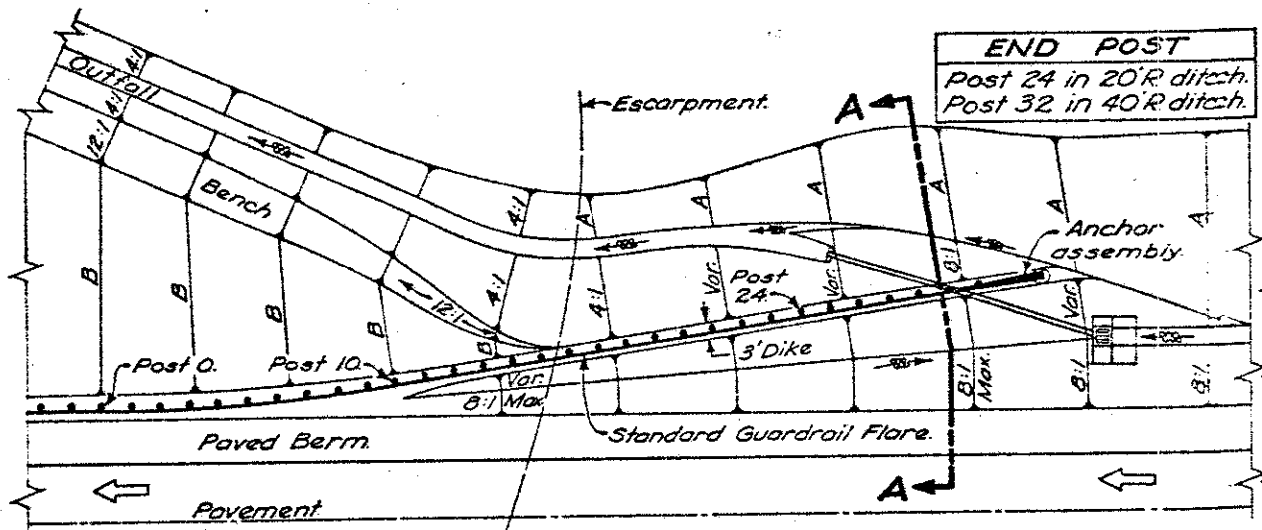 END POST
Post 24 in 20'R ditch.
Post 32 in 40'R ditch.
Outfall
4:1
4:1
12:1
Escarpment.
A
Bench
4:1
A
A
A
A
A
A
Anchor
assembly.
B
B
B
B
12:1
4:1
B
4:1
Var.
Post
24.
Var.
8:1
Var.
3' Dike
Post 0.
Post 10.
Var.
8:1 Max.
8:1
Max.
8:1
8:1
Standard Guardrail Flare.
Paved Berm.
A
Pavement